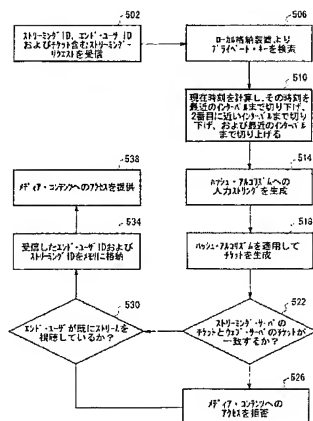 502
ストリーミングID、エンド・ユーザID
およびチケット含むストリーミング・
リクエストを受信
506
ローカル格納装置より
プライベート・キーを検索
510
現在時刻を計算し、その時刻を
最近のインターバルまで切り下げ、
2番目に近いインターバルまで切り
下げ、および最近のインターバル
まで切り上げる
514
ハッシュ・アルゴリズムへの
入力ストリングを生成
518
ハッシュ・アルゴリズムを適用して
チケットを生成
522
ストリーミング・サーバの
チケットとウェブ・サーバのチケットが
一致するか?
526
メディア・コンテンツへの
アクセスを拒否
530
エンド・ユーザが既にストリームを
視聴しているか?
534
受信したエンド・ユーザIDおよび
ストリーミングIDをメモリに格納
538
メディア・コンテンツへのアクセスを提供